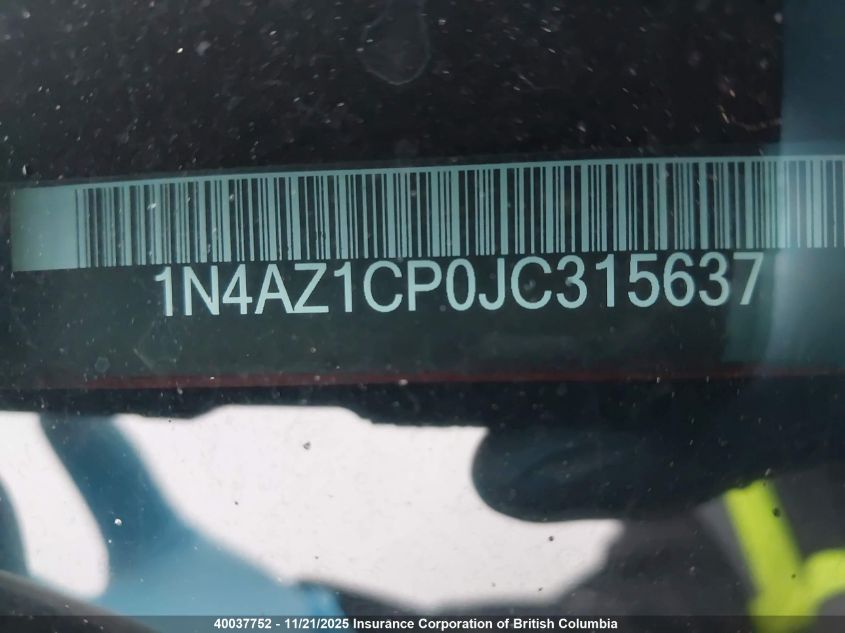 1N4AZ1CP0JC315637
40037752 - 11/21/2025 Insurance Corporation of British Columbia